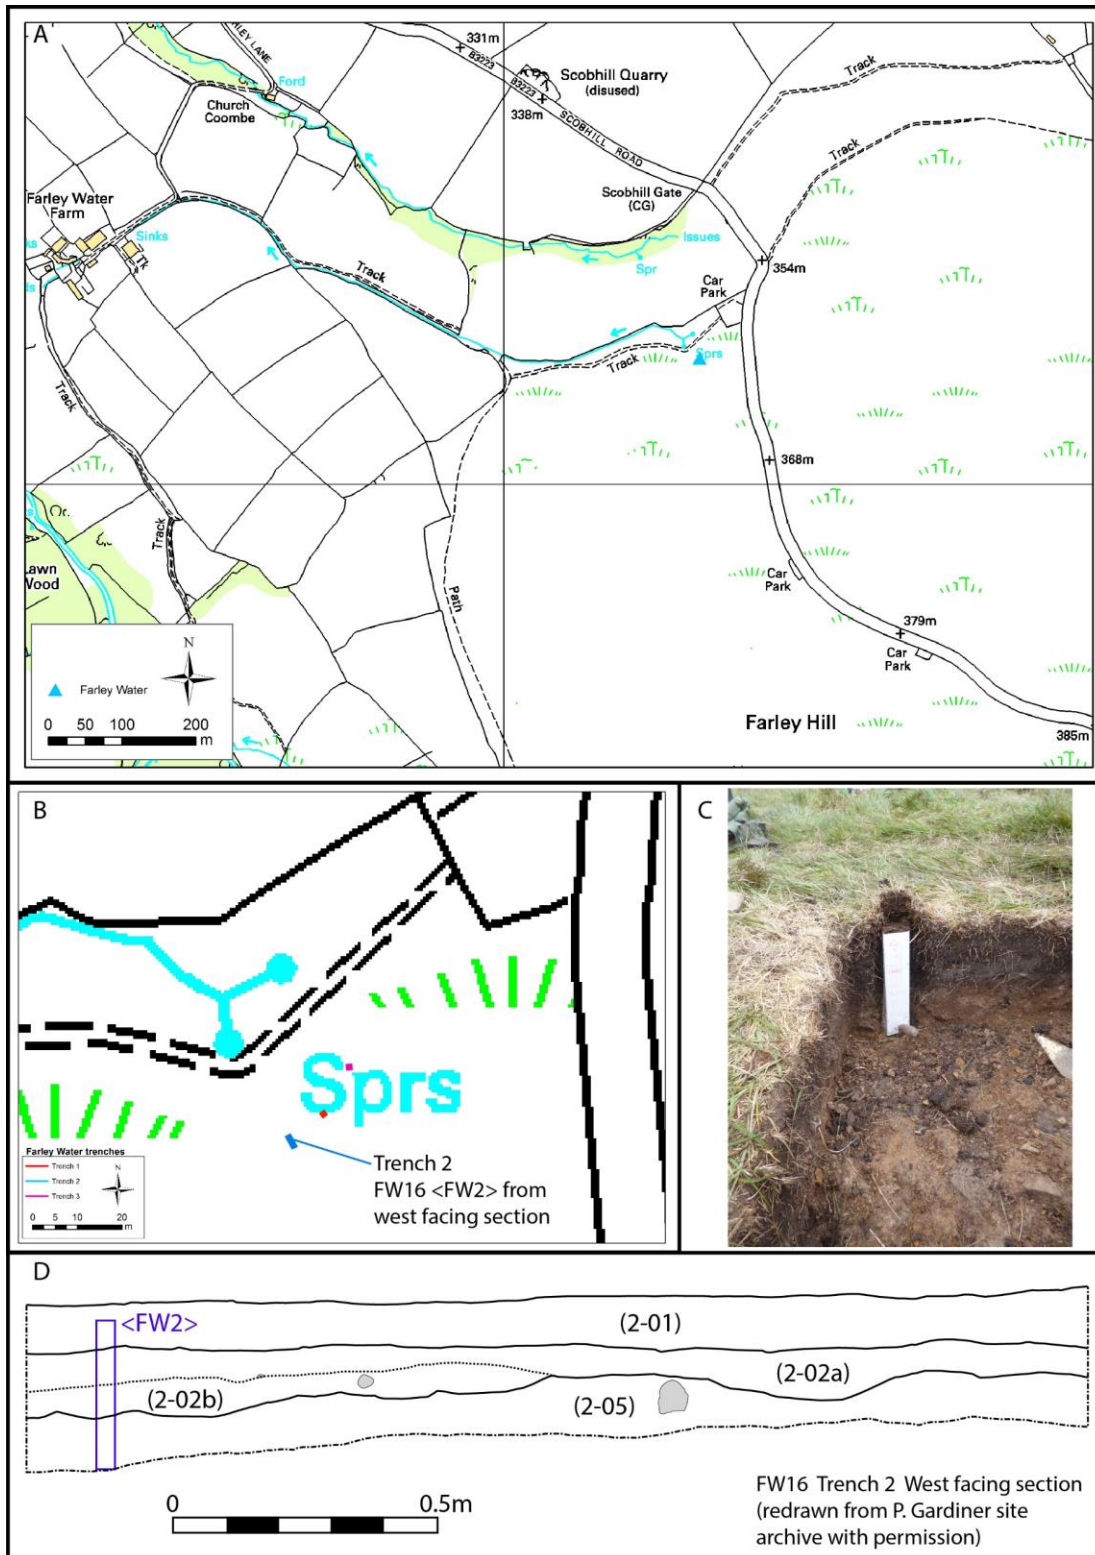 A
331m
B3223
B3223
338m
Scobhill Quarry
(disused)
SCOBHILL ROAD
Track
Track
Ford
Church
Coombe
Farley Water
Farm
Sinks
Tk
Scobhill Gate
(CG)
Issues
Spr
354m
Car
Park
Track
Sprs
Track
Track
368m
Track
Path
Wood
Car
Park
379m
Car
Park
Farley Hill
385m
N
Farley Water
0 50 100 200
m
B
Sprs
Trench 2
FW16 <FW2> from
west facing section
Farley Water trenches
Trench 1
Trench 2
Trench 3
N
0 5 10 20
m
C
D
<FW2>
(2-01)
(2-02a)
(2-02b)
(2-05)
0 0.5m
FW16 Trench 2 West facing section
(redrawn from P. Gardiner site
archive with permission)